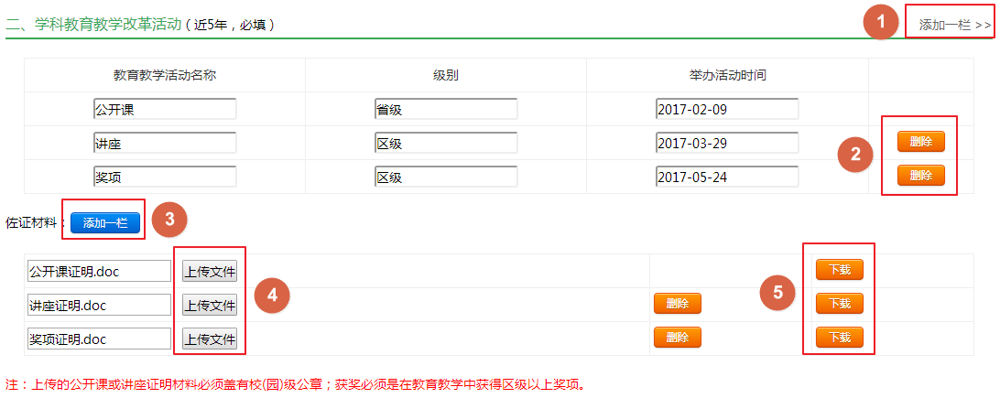 二、学科教育教学改革活动（近5年，必填） 1 添加一栏 >>
教育教学活动名称 级别 举办活动时间
公开课 省级 2017-02-09
讲座 区级 2017-03-29 删除
2
奖项 区级 2017-05-24 删除
佐证材料： 添加一栏 3
公开课证明.doc 上传文件 下载
4 5
讲座证明.doc 上传文件 删除 下载
奖项证明.doc 上传文件 删除 下载
注：上传的公开课或讲座证明材料必须盖有校(园)级公章；获奖必须是在教育教学中获得区级以上奖项。